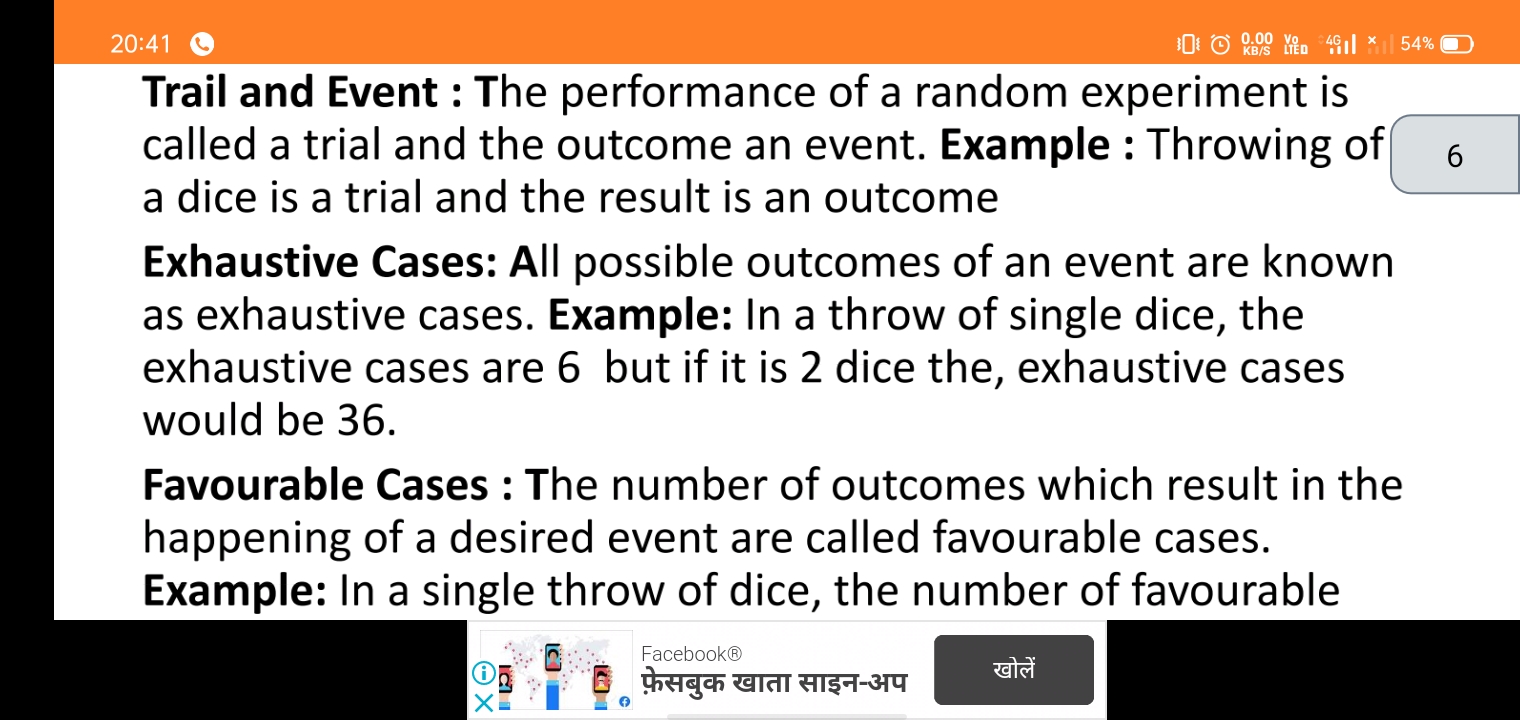 20:41
0.00 KB/S Vo LTE 4G 54%
Trail and Event : The performance of a random experiment is
called a trial and the outcome an event. Example : Throwing of
6
a dice is a trial and the result is an outcome
Exhaustive Cases: All possible outcomes of an event are known
as exhaustive cases. Example: In a throw of single dice, the
exhaustive cases are 6 but if it is 2 dice the, exhaustive cases
would be 36.
Favourable Cases : The number of outcomes which result in the
happening of a desired event are called favourable cases.
Example: In a single throw of dice, the number of favourable
Facebook®
फ़ेसबुक खाता साइन-अप
खोलें